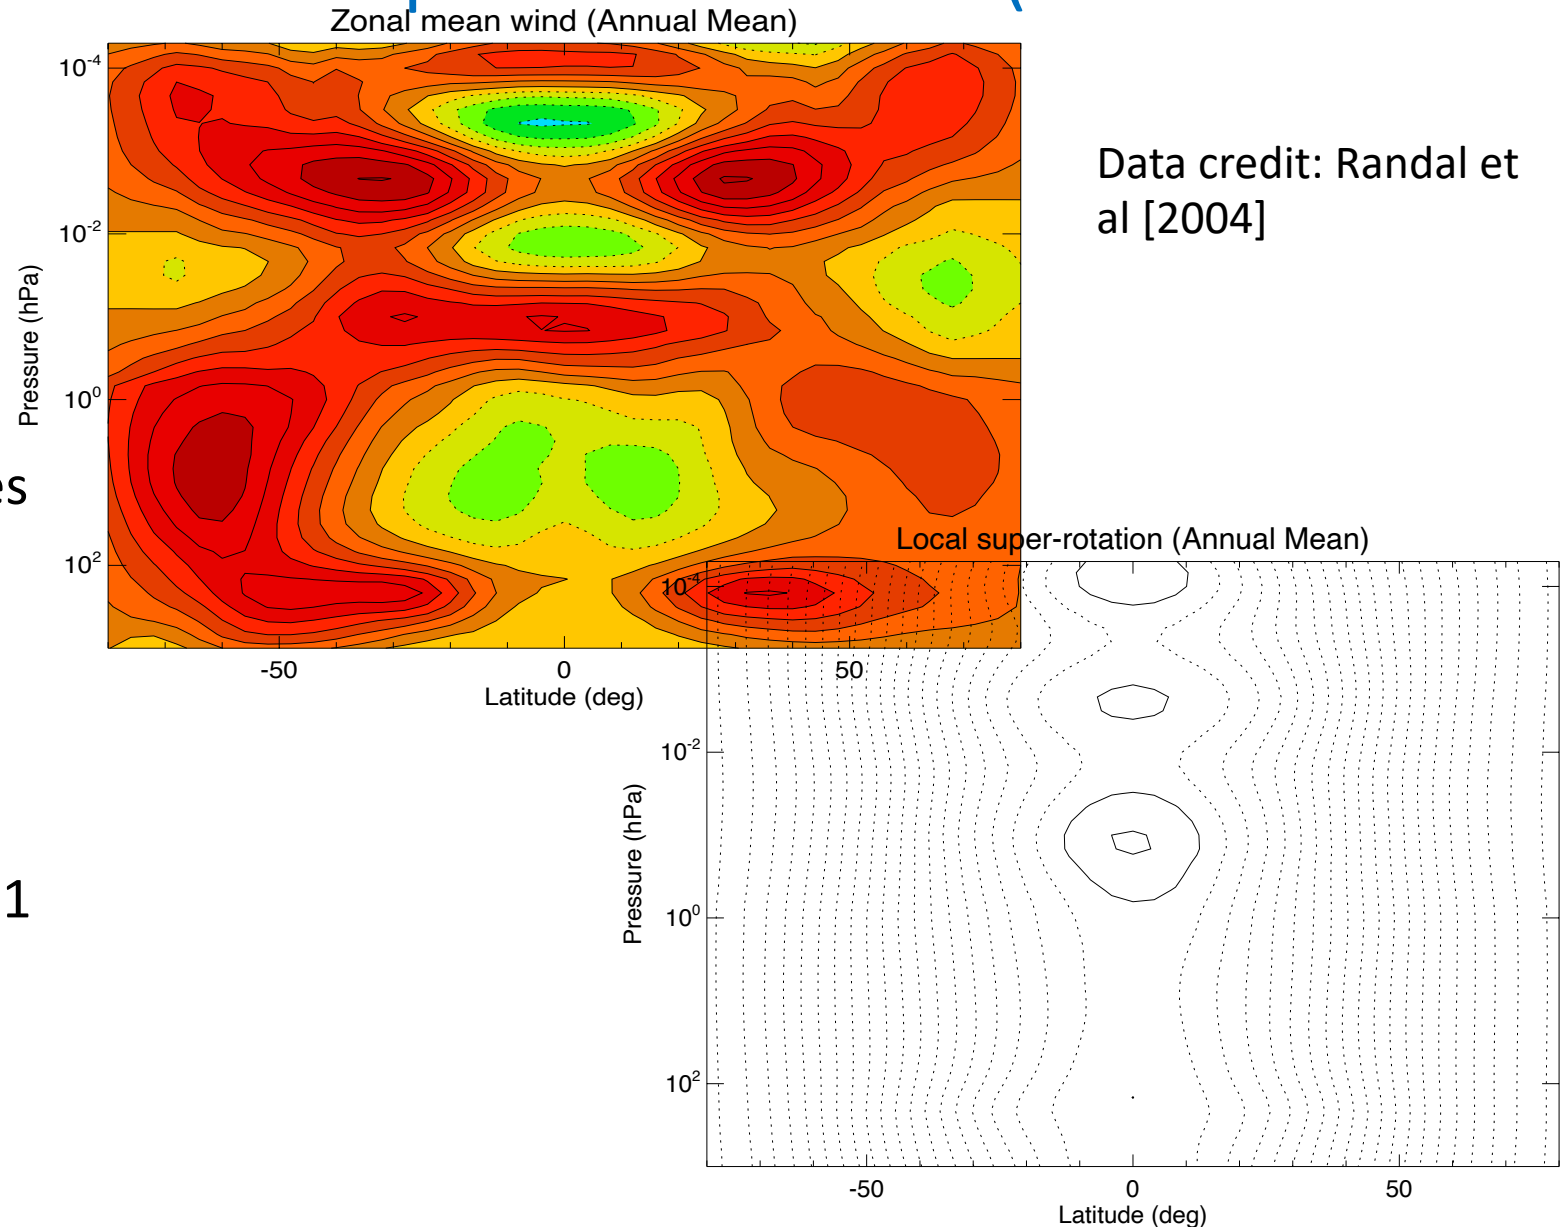 Zonal mean wind (Annual Mean)
10-4
10-2
100
102
Pressure (hPa)
-50
0
50
Latitude (deg)
Data credit: Randal et
al [2004]
es
1
Local super-rotation (Annual Mean)
10-4
10-2
100
102
Pressure (hPa)
-50
0
50
Latitude (deg)